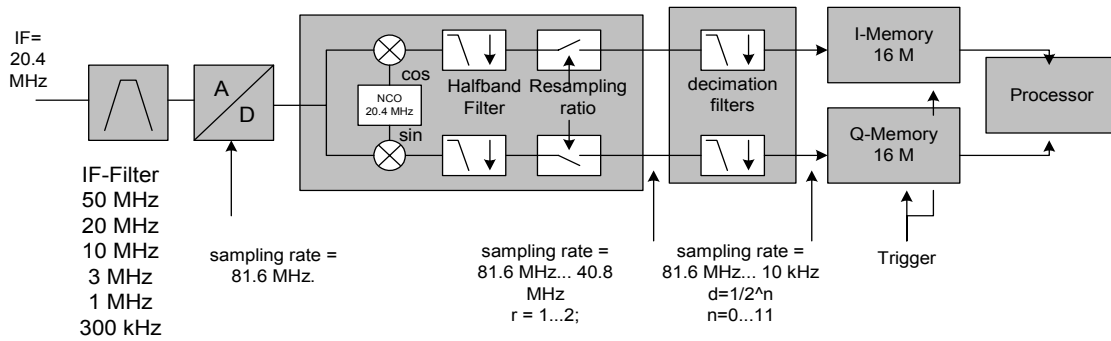 IF=
20.4
MHz
A
D
cos
NCO
20.4 MHz
sin
Halfband
Filter
Resampling
ratio
decimation
filters
I-Memory
16 M
Q-Memory
16 M
Processor
IF-Filter
50 MHz
20 MHz
10 MHz
3 MHz
1 MHz
300 kHz
sampling rate =
81.6 MHz.
sampling rate =
81.6 MHz... 40.8
MHz
r = 1...2;
sampling rate =
81.6 MHz... 10 kHz
d=1/2^n
n=0...11
Trigger